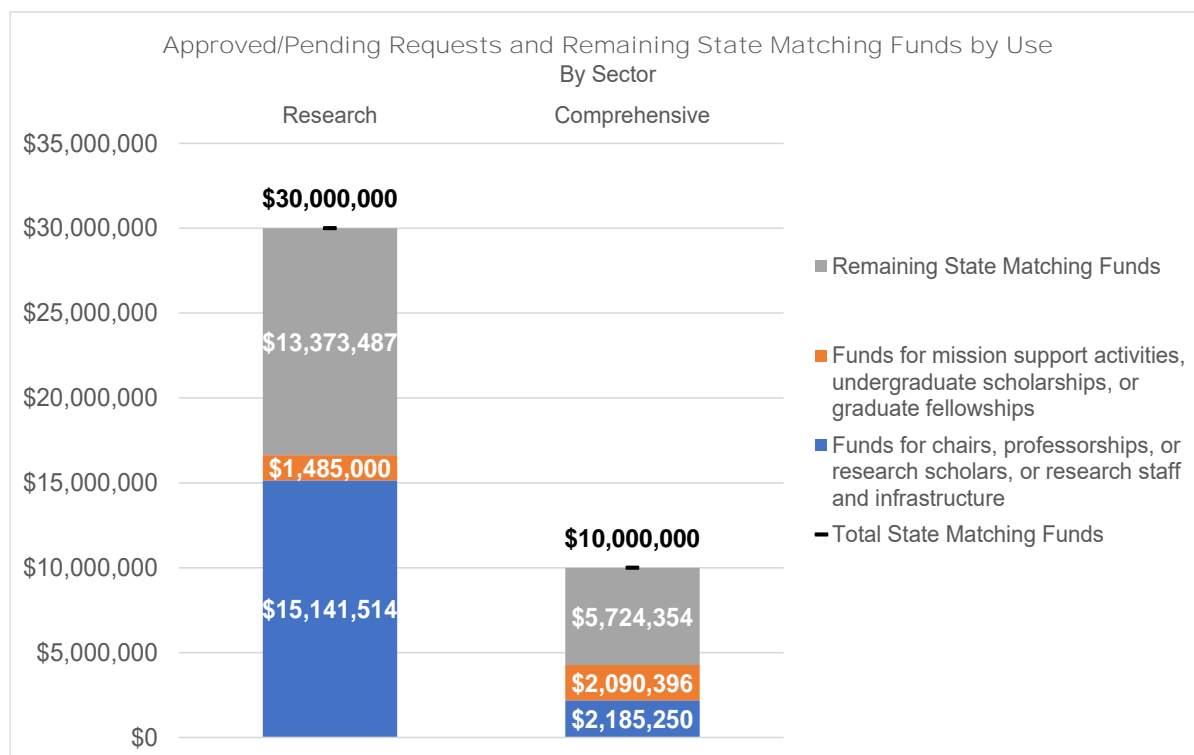 Approved/Pending Requests and Remaining State Matching Funds by Use
By Sector
Research
Comprehensive
$35,000,000
$30,000,000
$25,000,000
$20,000,000
$15,000,000
$10,000,000
$5,000,000
$0
$30,000,000
$13,373,487
$1,485,000
$15,141,514
$10,000,000
$5,724,354
$2,090,396
$2,185,250
Remaining State Matching Funds
Funds for mission support activities,
undergraduate scholarships, or
graduate fellowships
Funds for chairs, professorships, or
research scholars, or research staff
and infrastructure
Total State Matching Funds